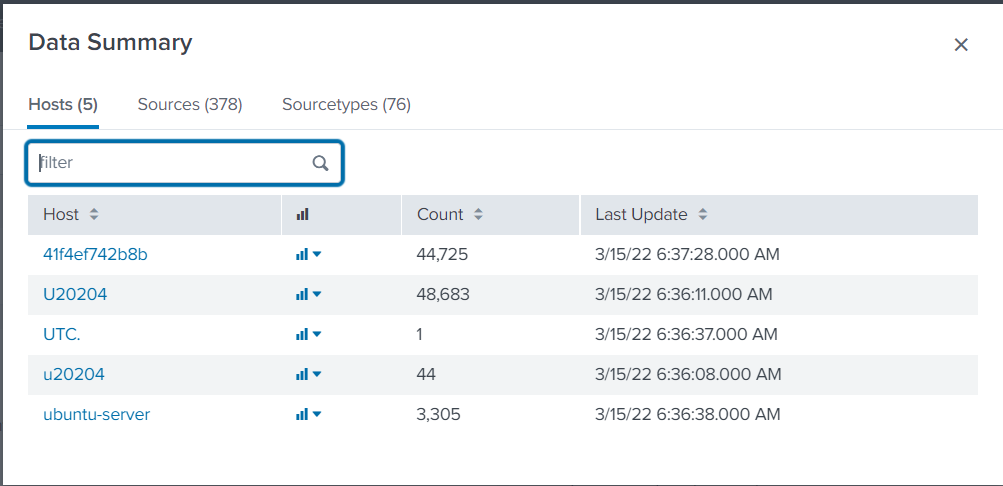 Data Summary
Hosts (5) Sources (378) Sourcetypes (76)
filter
Host Count Last Update
41f4ef742b8b 44,725 3/15/22 6:37:28.000 AM
U20204 48,683 3/15/22 6:36:11.000 AM
UTC. 1 3/15/22 6:36:37.000 AM
u20204 44 3/15/22 6:36:08.000 AM
ubuntu-server 3,305 3/15/22 6:36:38.000 AM